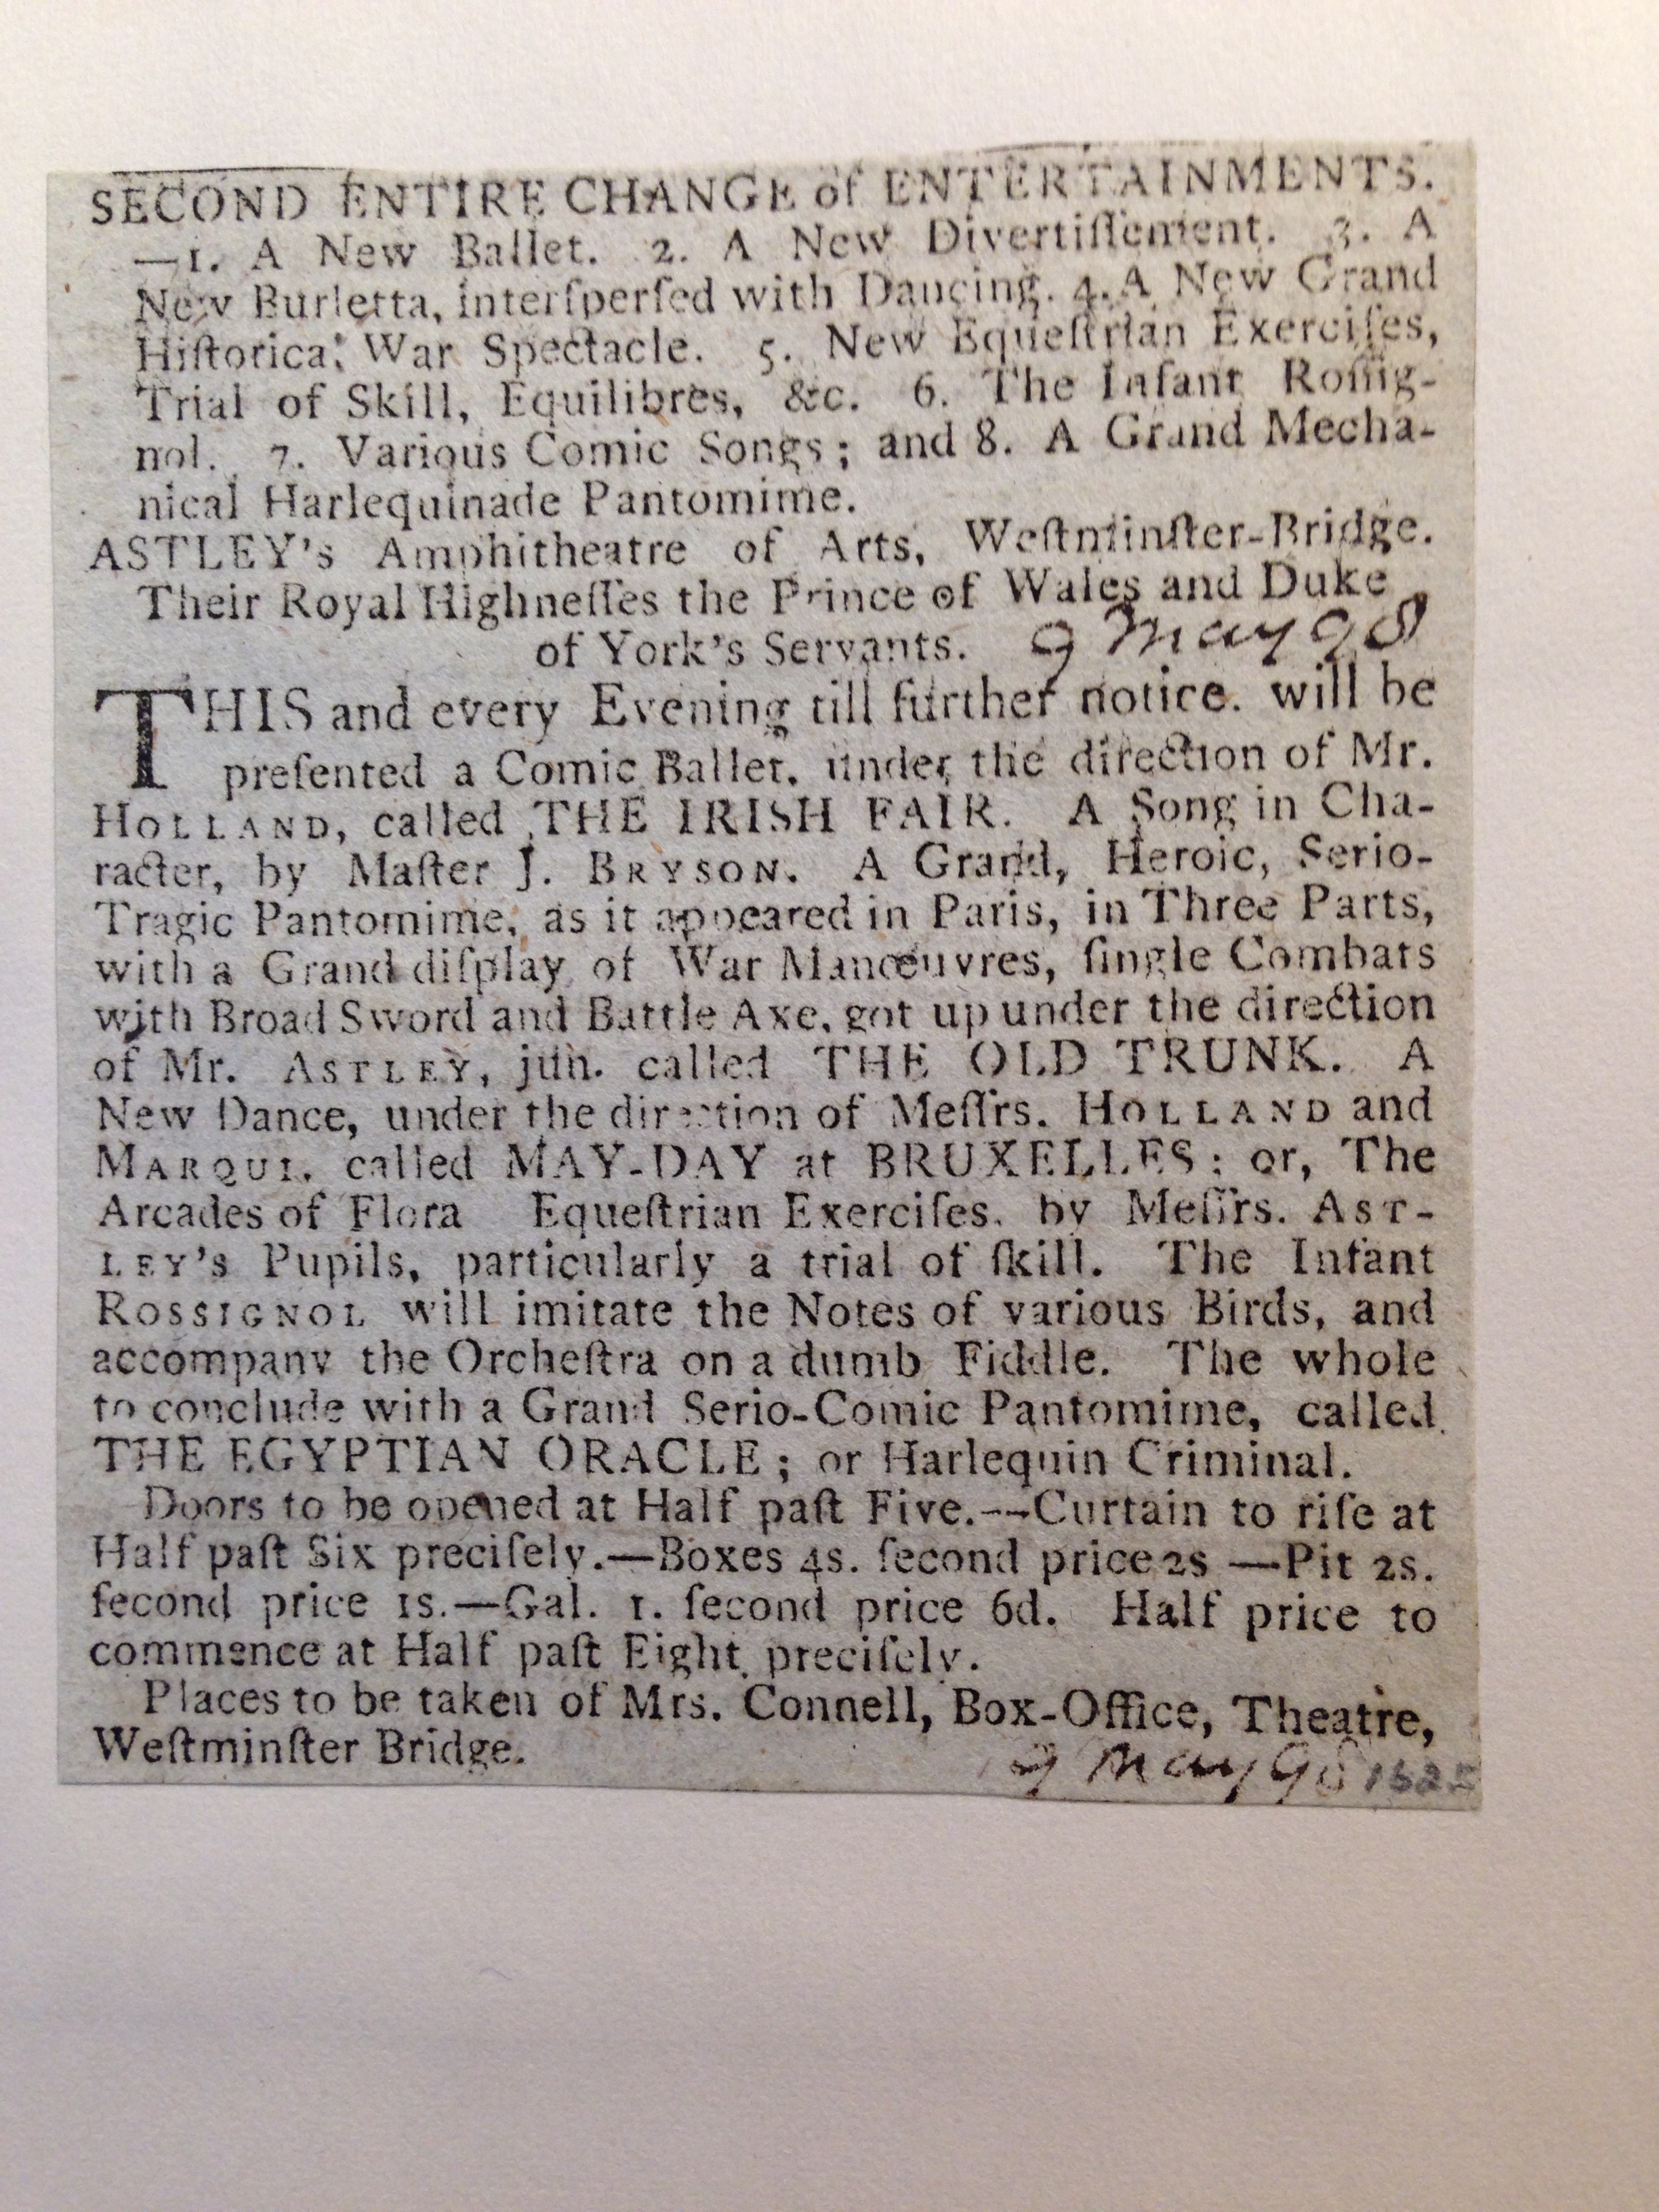 SECOND ENTIRE CHANGE of ENTERTAINMENTS.
—1. A New Ballet. 2. A New Divertiſſement. 3. A
New Burletta, interſperſed with Dancing. 4. A New Grand
Hiſtorical War Spectacle. 5. New Equeſtrian Exerciſes,
Trial of Skill, Equilibres, &c. 6. The Infant Roſſig-
nol. 7. Various Comic Songs; and 8. A Grand Mecha-
nical Harlequinade Pantomime.
ASTLEY's Amphitheatre of Arts, Weſtminſter-Bridge.
Their Royal Highneſſes the Prince of Wales and Duke
of York's Servants. 9 May 98
THIS and every Evening till further notice. will be
preſented a Comic Ballet. under the direction of Mr.
HOLLAND, called THE IRISH FAIR. A Song in Cha-
racter, by Maſter J. BRYSON. A Grand, Heroic, Serio-
Tragic Pantomime, as it appeared in Paris, in Three Parts,
with a Grand diſplay of War Manœuvres, ſingle Combats
with Broad Sword and Battle Axe, got up under the direction
of Mr. ASTLEY, jun. called THE OLD TRUNK. A
New Dance, under the direction of Meſſrs. HOLLAND and
MARQUI, called MAY-DAY at BRUXELLES; or, The
Arcades of Flora Equeſtrian Exerciſes. by Meſſrs. AST-
LEY's Pupils, particularly a trial of ſkill. The Infant
ROSSIGNOL will imitate the Notes of various Birds, and
accompany the Orcheſtra on a dumb Fiddle. The whole
to conclude with a Grand Serio-Comic Pantomime, called
THE EGYPTIAN ORACLE; or Harlequin Criminal.
Doors to be opened at Half paſt Five.--Curtain to riſe at
Half paſt Six preciſely.—Boxes 4s. ſecond price 2s —Pit 2s.
ſecond price 1s.—Gal. 1. ſecond price 6d. Half price to
commence at Half paſt Eight preciſely.
Places to be taken of Mrs. Connell, Box-Office, Theatre,
Weſtminſter Bridge.
9 May 98